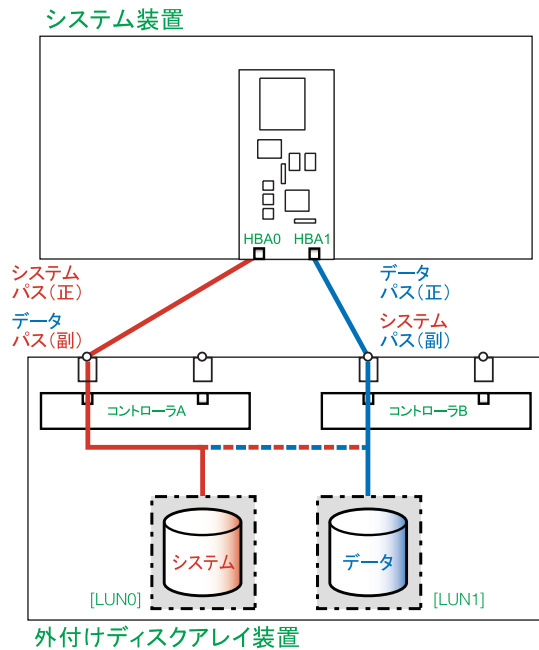 システム装置
HBA0 HBA1
システム
パス(正)
データ
パス(副)
データ
パス(正)
システム
パス(副)
コントローラA
コントローラB
システム
データ
[LUN0]
[LUN1]
外付けディスクアレイ装置